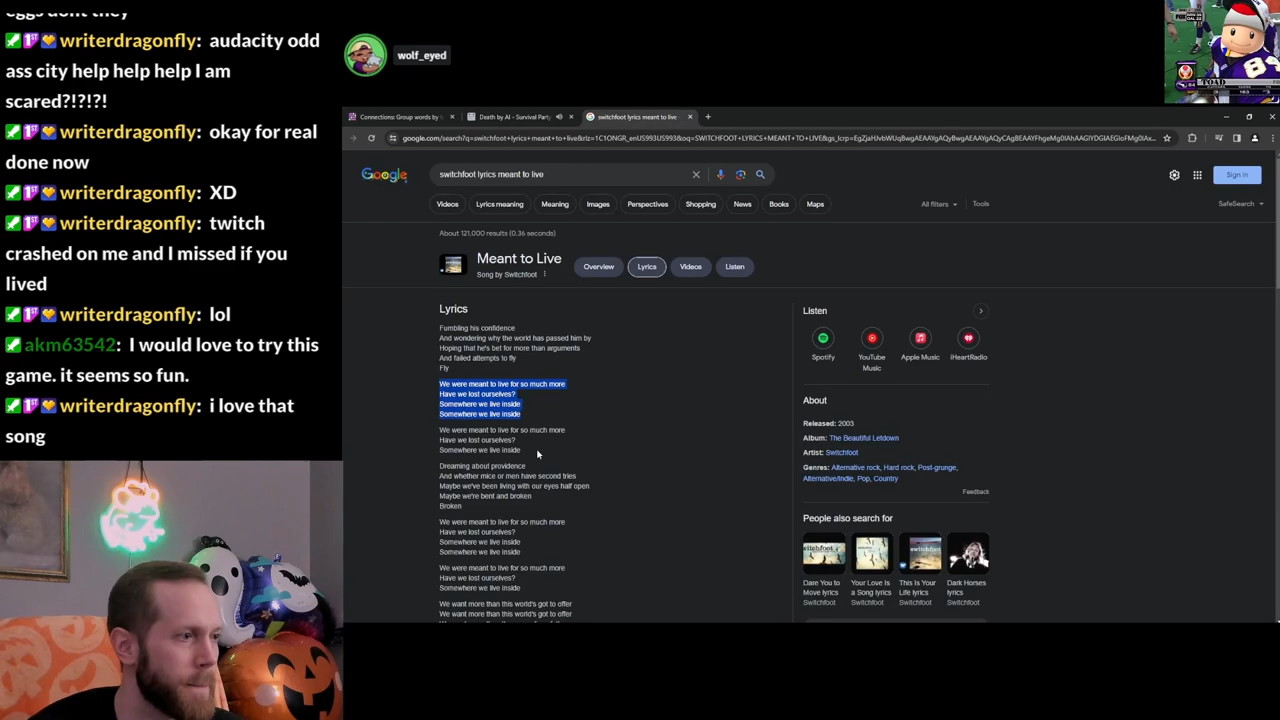 eggs dont they
writerdragonfly: audacity odd
ass city help help help I am
scared?!?!?!
writerdragonfly: okay for real
done now
writerdragonfly: XD
writerdragonfly: twitch
crashed on me and I missed if you
lived
writerdragonfly: lol
akm63542: I would love to try this
game. it seems so fun.
writerdragonfly: i love that
song
wolf_eyed
TOAD
Connections: Group words by
Death by AI - Survival Party
switchfoot lyrics meant to live
Google
switchfoot lyrics meant to live
Sign in
Videos
Lyrics meaning
Meaning
Images
Perspectives
Shopping
News
Books
Maps
All filters
Tools
SafeSearch
About 121,000 results (0.36 seconds)
Meant to Live
Song by Switchfoot
Overview
Lyrics
Videos
Listen
Lyrics
Fumbling his confidence
And wondering why the world has passed him by
Hoping that he's bet for more than arguments
And failed attempts to fly
Fly
We were meant to live for so much more
Have we lost ourselves?
Somewhere we live inside
Somewhere we live inside
We were meant to live for so much more
Have we lost ourselves?
Somewhere we live inside
Dreaming about providence
And whether mice or men have second tries
Maybe we've been living with our eyes half open
Maybe we're bent and broken
Broken
We were meant to live for so much more
Have we lost ourselves?
Somewhere we live inside
Somewhere we live inside
We were meant to live for so much more
Have we lost ourselves?
Somewhere we live inside
We want more than this world's got to offer
We want more than this world's got to offer
Listen
Spotify
YouTube
Music
Apple Music
iHeartRadio
About
Released: 2003
Album: The Beautiful Letdown
Artist: Switchfoot
Genres: Alternative rock, Hard rock, Post-grunge,
Alternative/Indie, Pop, Country
Feedback
People also search for
Dare You to
Move lyrics
Switchfoot
Your Love Is
a Song lyrics
Switchfoot
This Is Your
Life lyrics
Switchfoot
Dark Horses
lyrics
Switchfoot